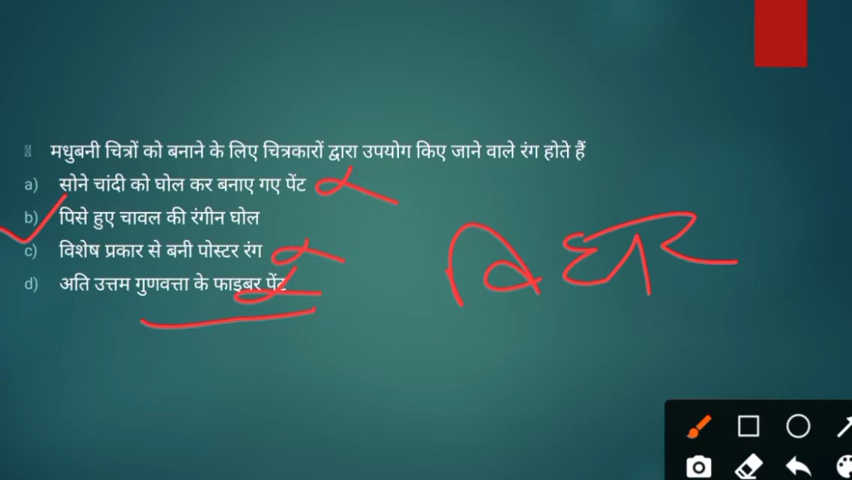 मधुबनी चित्रों को बनाने के लिए चित्रकारों द्वारा उपयोग किए जाने वाले रंग होते हैं
a) सोने चांदी को घोल कर बनाए गए पेंट
b) पिसे हुए चावल की रंगीन घोल
c) विशेष प्रकार से बनी पोस्टर रंग
d) अति उत्तम गुणवत्ता के फाइबर पेंट